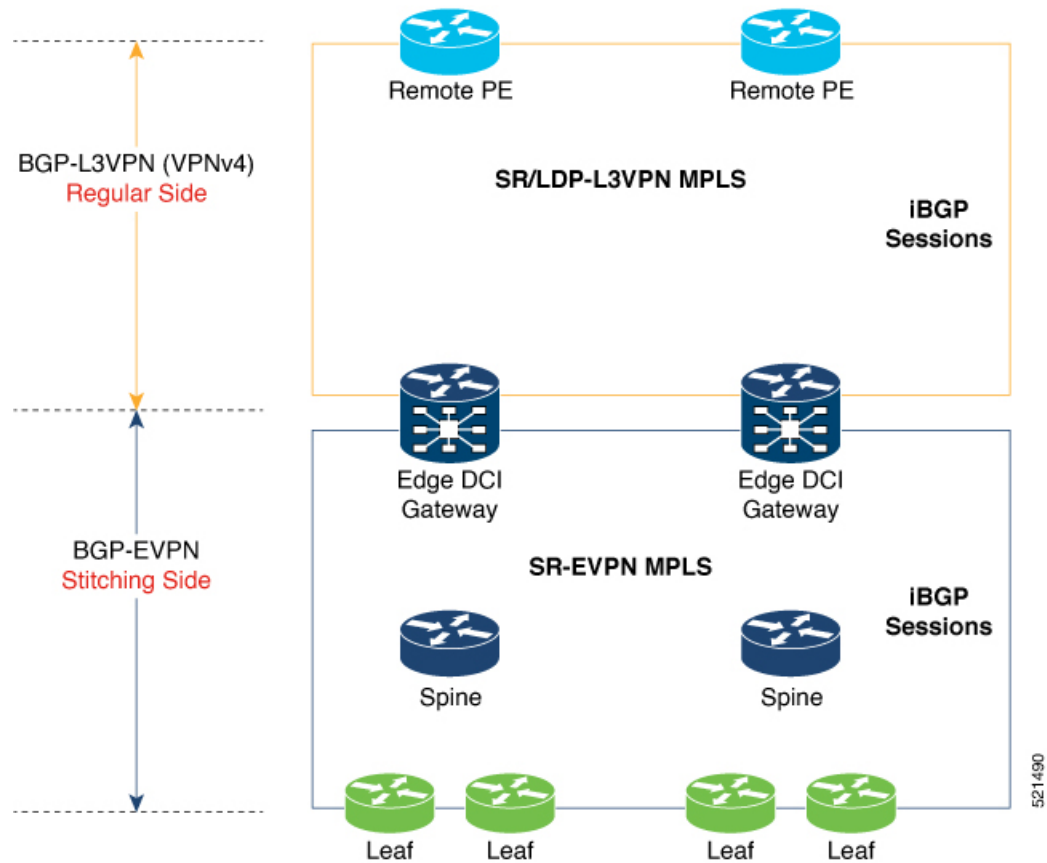 Remote PE
Remote PE
BGP-L3VPN (VPNv4)
Regular Side
SR/LDP-L3VPN MPLS
iBGP
Sessions
Edge DCI
Gateway
Edge DCI
Gateway
BGP-EVPN
Stitching Side
SR-EVPN MPLS
iBGP
Sessions
Spine
Spine
Leaf
Leaf
Leaf
Leaf
521490